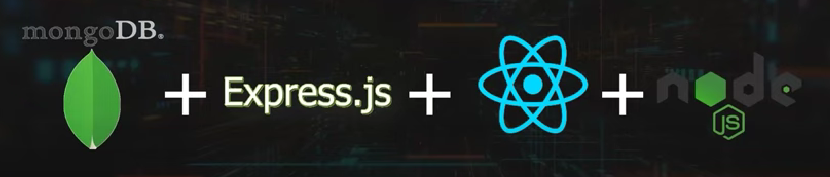 mongoDB®
+ Express.js + + node
JS